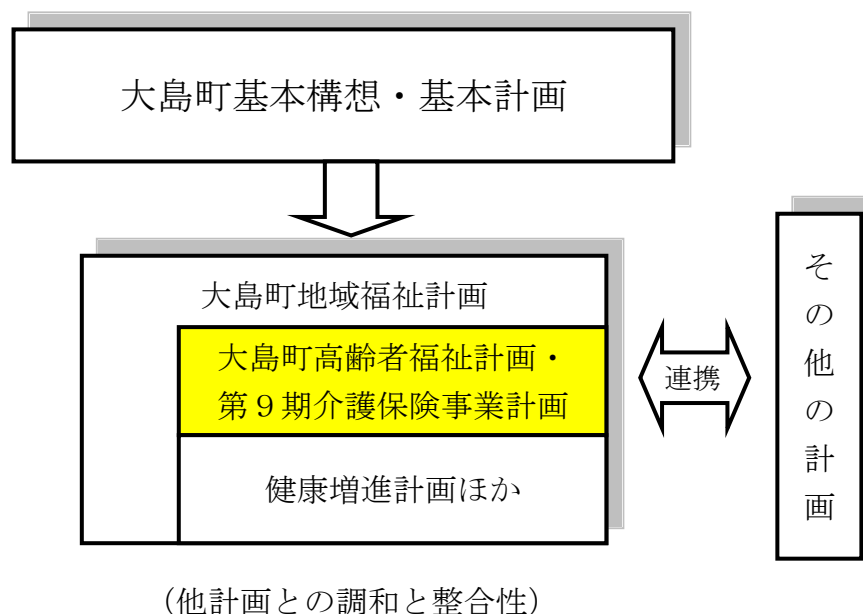 大島町基本構想・基本計画
大島町地域福祉計画
大島町高齢者福祉計画・
第９期介護保険事業計画
健康増進計画ほか
連携
その他の計画
（他計画との調和と整合性）